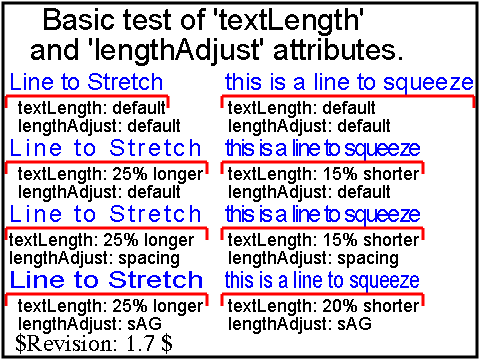 Basic test of 'textLength'
and 'lengthAdjust' attributes.
Line to Stretch
this is a line to squeeze
textLength: default
lengthAdjust: default
textLength: default
lengthAdjust: default
Line to Stretch
this is a line to squeeze
textLength: 25% longer
lengthAdjust: default
textLength: 15% shorter
lengthAdjust: default
Line to Stretch
this is a line to squeeze
textLength: 25% longer
lengthAdjust: spacing
textLength: 15% shorter
lengthAdjust: spacing
Line to Stretch
this is a line to squeeze
textLength: 25% longer
lengthAdjust: sAG
textLength: 20% shorter
lengthAdjust: sAG
$Revision: 1.7 $